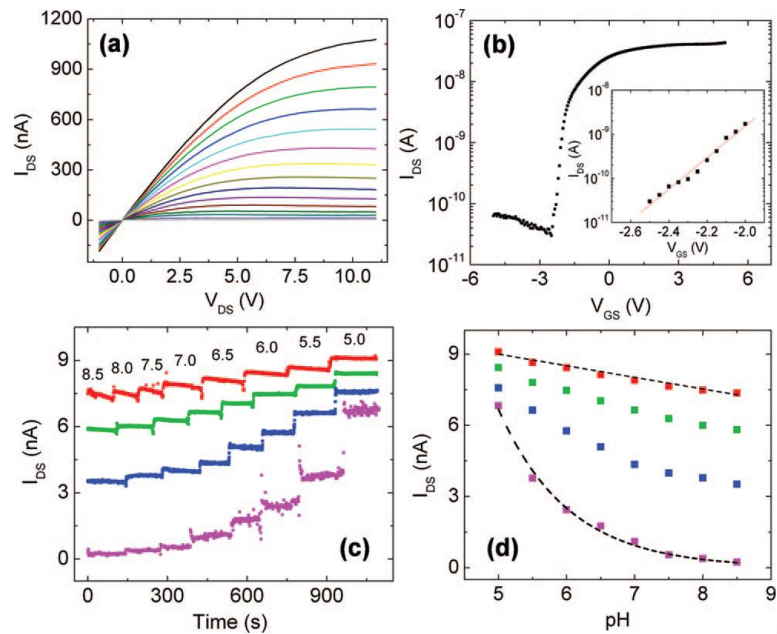 (a)
1200
900
600
300
0
I_DS (nA)
0.0 2.5 5.0 7.5 10.0
V_DS (V)
(b)
10^-7
10^-8
10^-9
10^-10
10^-11
I_DS (A)
-6 -3 0 3 6
V_GS (V)
10^-8
10^-9
10^-10
10^-11
I_DS (A)
-2.6 -2.4 -2.2 -2.0
V_GS (V)
9
6
3
0
I_DS (nA)
8.5 8.0 7.5 7.0 6.5 6.0 5.5 5.0
(c)
0 300 600 900
Time (s)
9
6
3
0
I_DS (nA)
(d)
5 6 7 8 9
pH